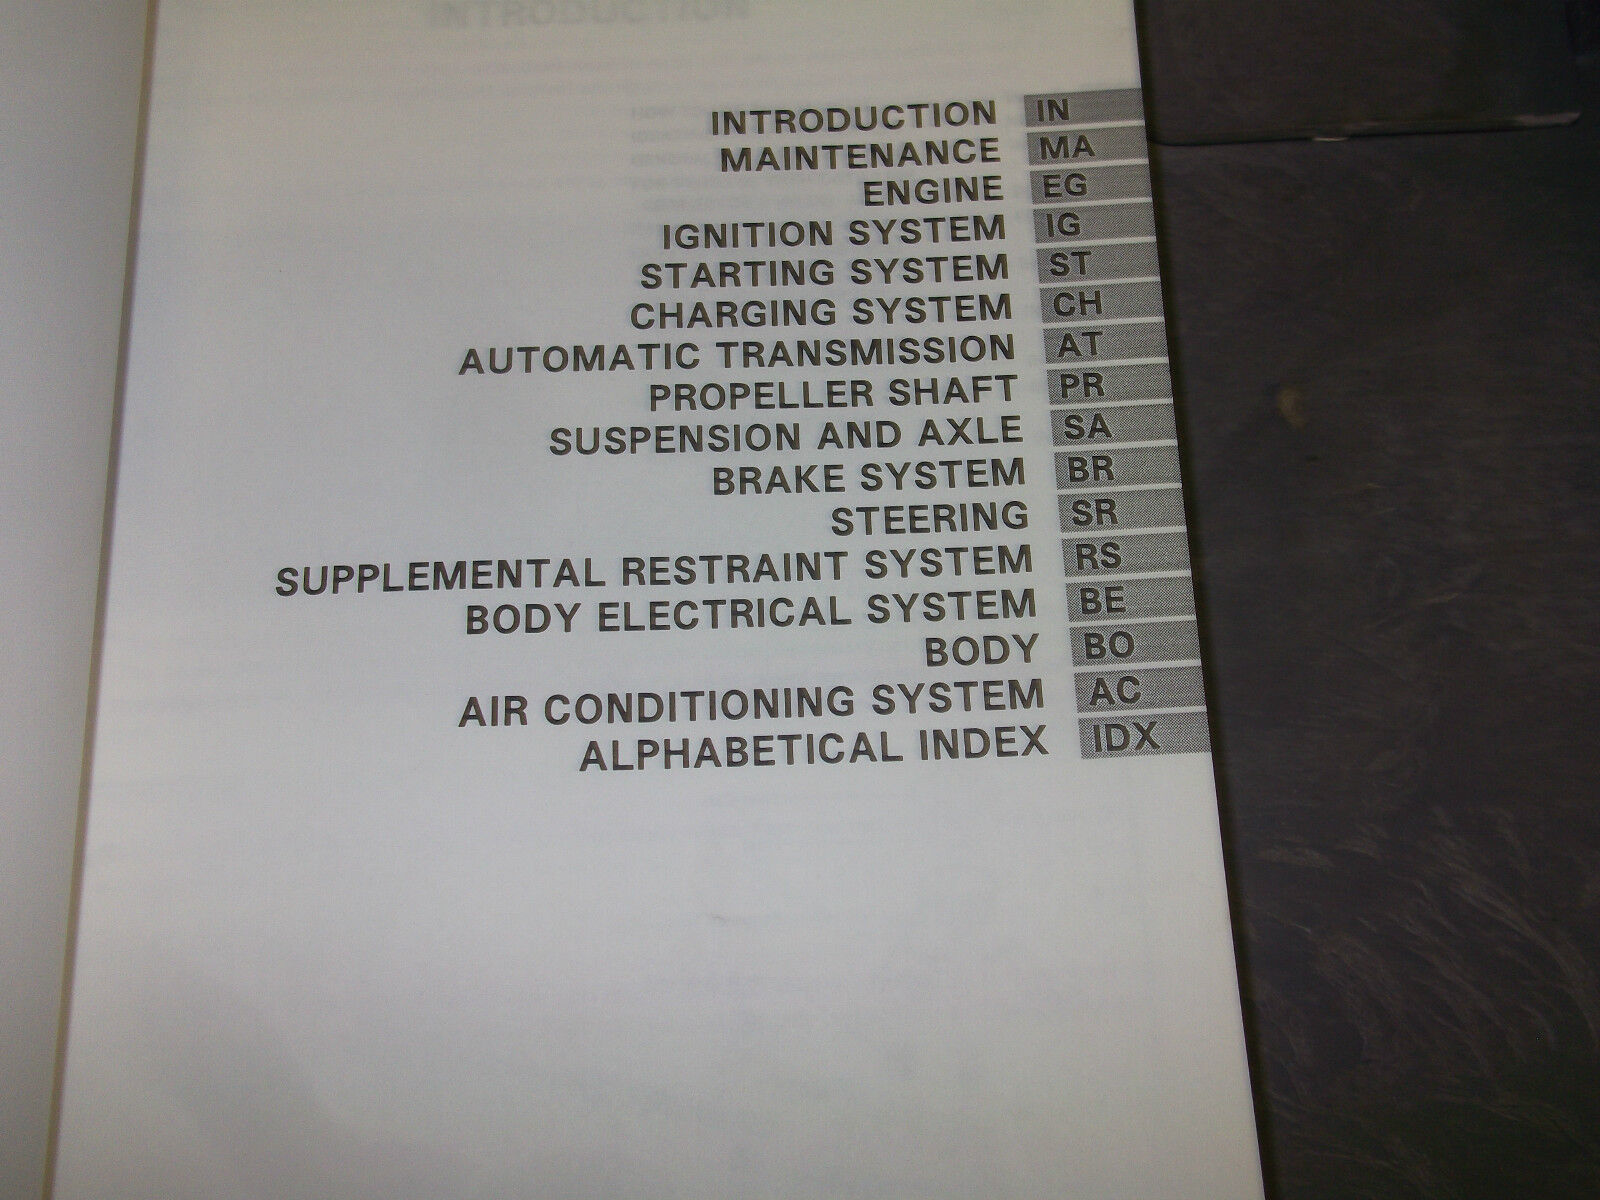 INTRODUCTION
INTRODUCTION IN
MAINTENANCE MA
ENGINE EG
IGNITION SYSTEM IG
STARTING SYSTEM ST
CHARGING SYSTEM CH
AUTOMATIC TRANSMISSION AT
PROPELLER SHAFT PR
SUSPENSION AND AXLE SA
BRAKE SYSTEM BR
STEERING SR
SUPPLEMENTAL RESTRAINT SYSTEM RS
BODY ELECTRICAL SYSTEM BE
BODY BO
AIR CONDITIONING SYSTEM AC
ALPHABETICAL INDEX IDX